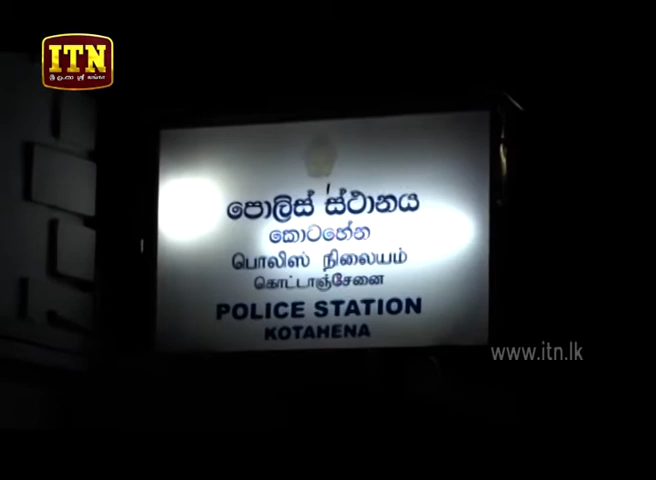 ITN
පොලිස් ස්ථානය
කොටහේන
பொலிஸ் நிலையம்
கொட்டாஞ்சேனை
POLICE STATION
KOTAHENA
www.itn.lk